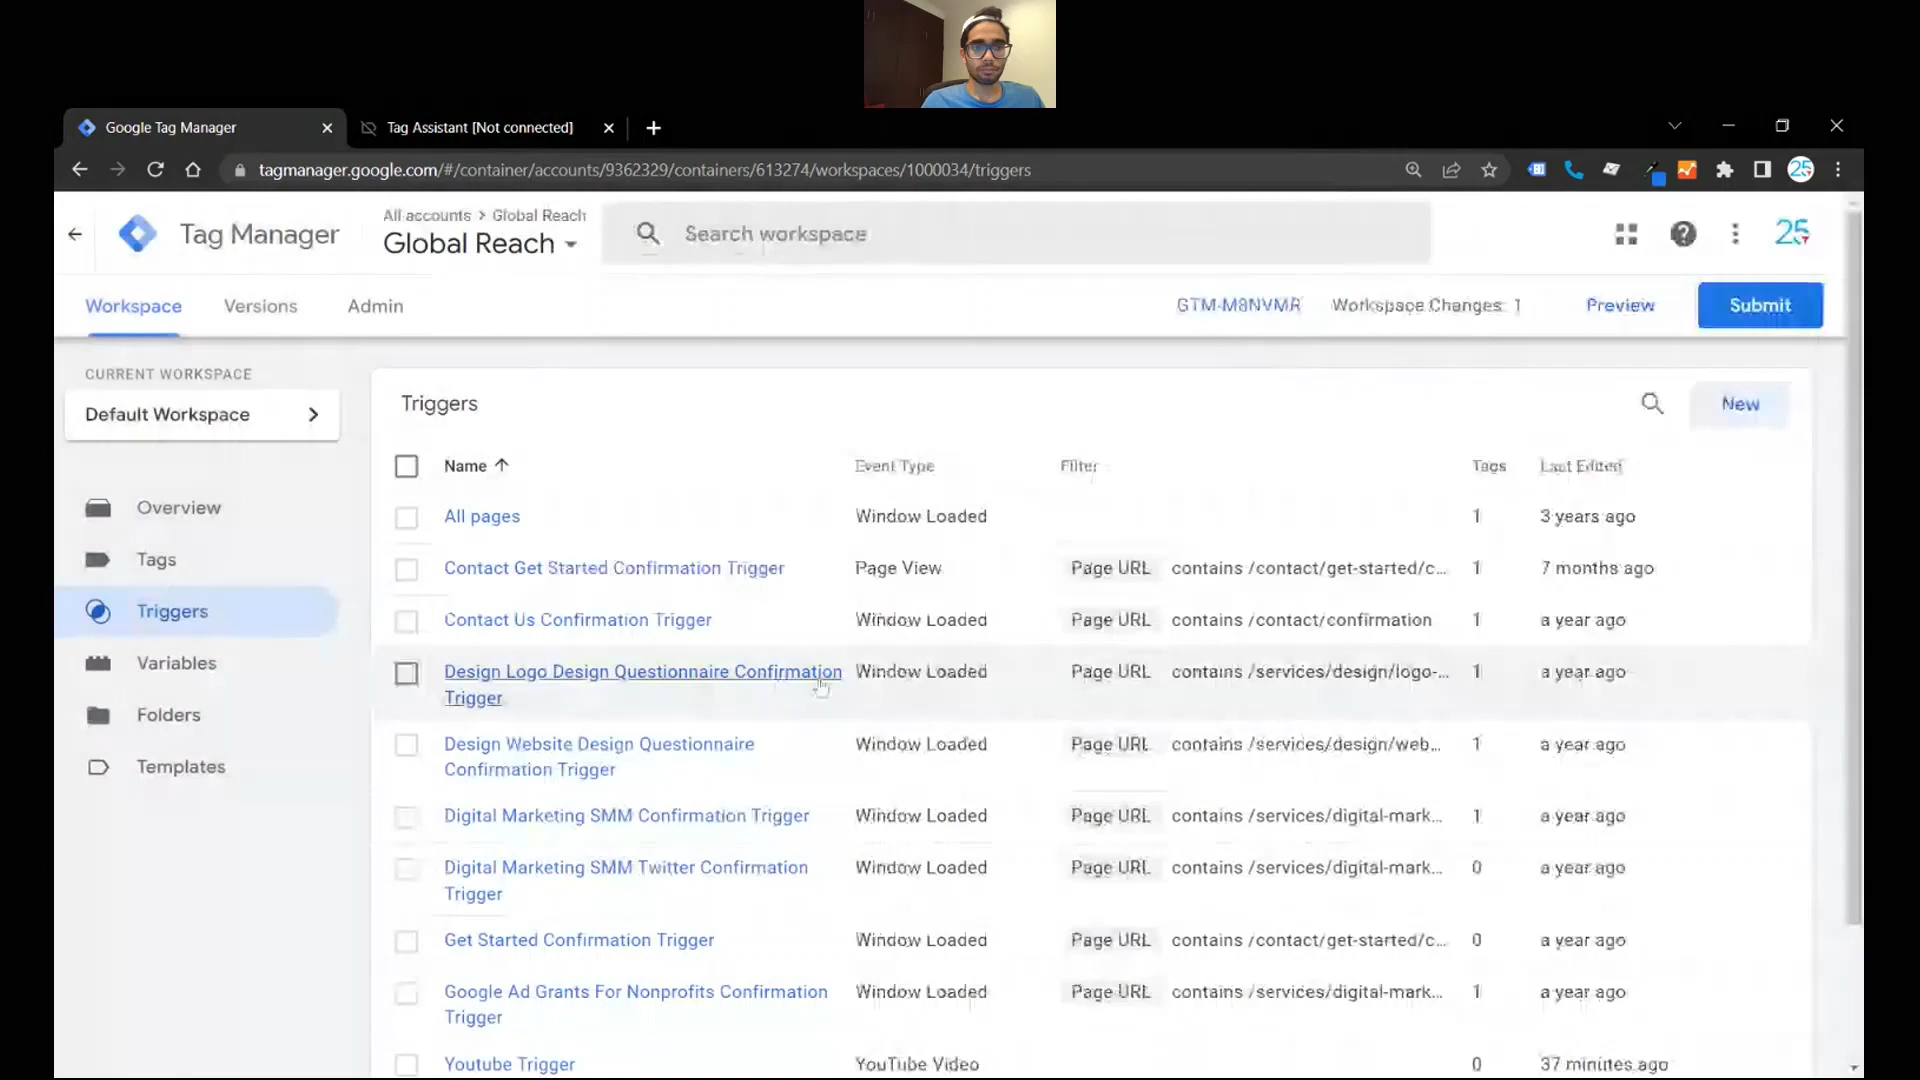 Google Tag Manager
Tag Assistant [Not connected]
tagmanager.google.com/#/container/accounts/9362329/containers/613274/workspaces/1000034/triggers
25
Tag Manager
All accounts > Global Reach
Global Reach
Search workspace
25
Workspace
Versions
Admin
GTM-M8NVMR
Workspace Changes: 1
Preview
Submit
CURRENT WORKSPACE
Default Workspace
Overview
Tags
Triggers
Variables
Folders
Templates
Triggers
New
Name Event Type Filter Tags Last Edited
All pages Window Loaded 1 3 years ago
Contact Get Started Confirmation Trigger Page View Page URL contains /contact/get-started/c... 1 7 months ago
Contact Us Confirmation Trigger Window Loaded Page URL contains /contact/confirmation 1 a year ago
Design Logo Design Questionnaire Confirmation Window Loaded Page URL contains /services/design/logo-... 1 a year ago
Trigger
Design Website Design Questionnaire Window Loaded Page URL contains /services/design/web... 1 a year ago
Confirmation Trigger
Digital Marketing SMM Confirmation Trigger Window Loaded Page URL contains /services/digital-mark... 1 a year ago
Digital Marketing SMM Twitter Confirmation Window Loaded Page URL contains /services/digital-mark... 0 a year ago
Trigger
Get Started Confirmation Trigger Window Loaded Page URL contains /contact/get-started/c... 0 a year ago
Google Ad Grants For Nonprofits Confirmation Window Loaded Page URL contains /services/digital-mark... 1 a year ago
Trigger
Youtube Trigger YouTube Video 0 37 minutes ago